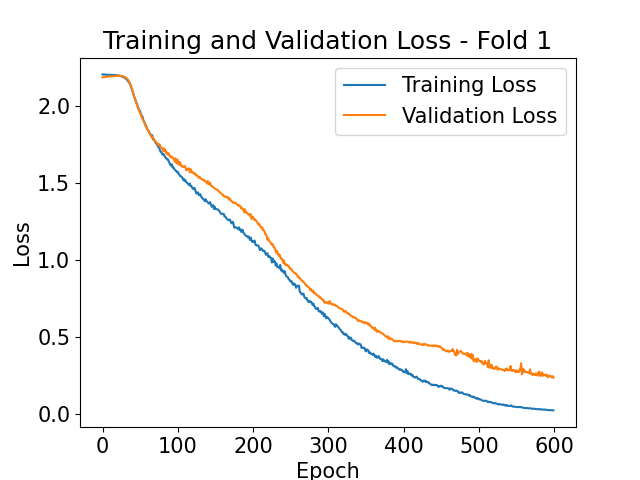 Training and Validation Loss - Fold 1
Training Loss
Validation Loss
Loss
2.0
1.5
1.0
0.5
0.0
0 100 200 300 400 500 600
Epoch